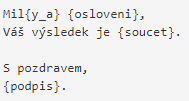 Mil{y_a} {osloveni},
Váš výsledek je {soucet}.

S pozdravem,
{podpis}.